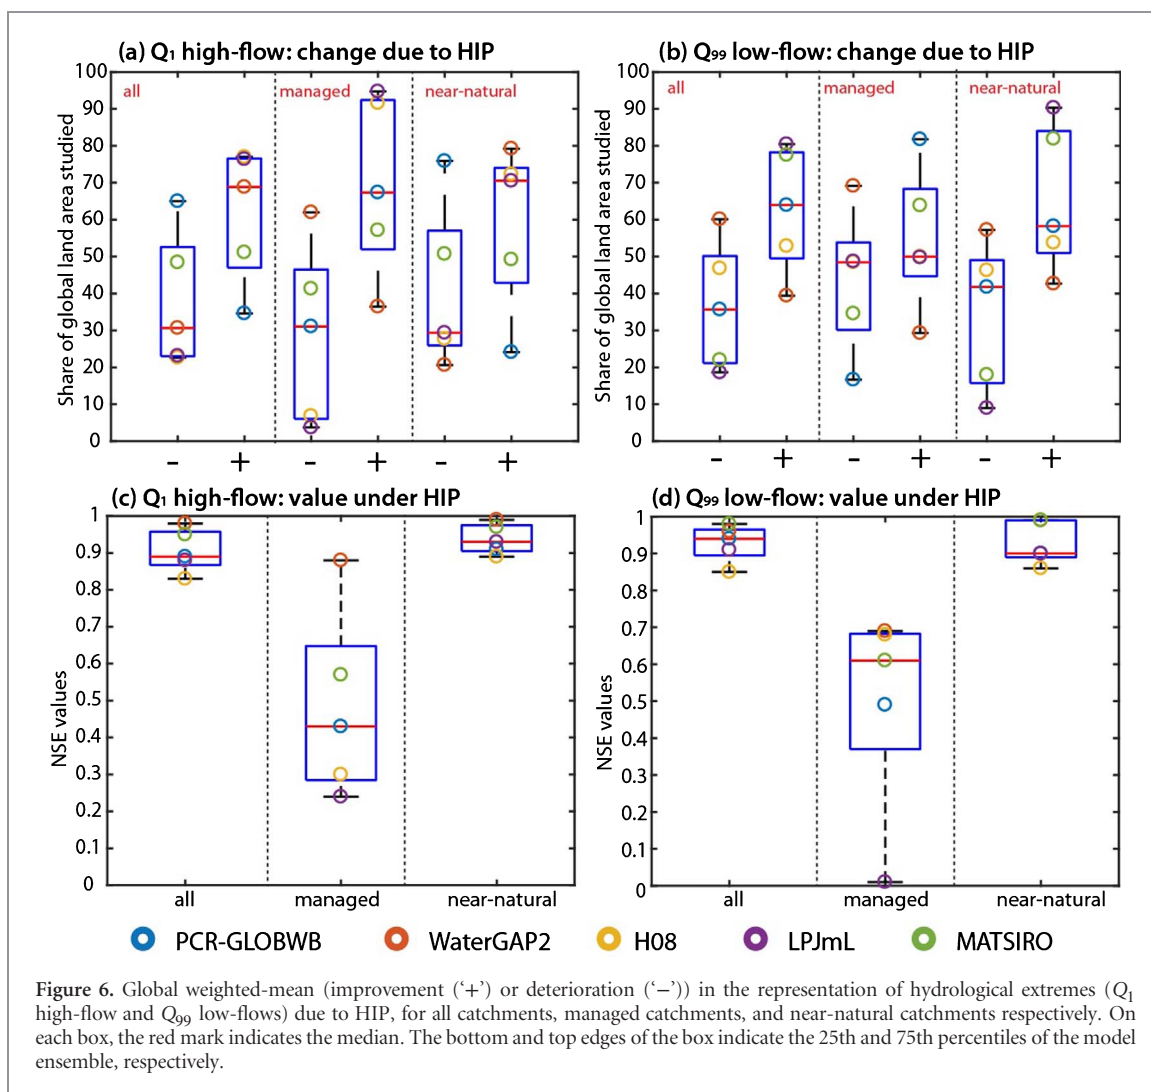 (a) Q1 high-flow: change due to HIP
(b) Q99 low-flow: change due to HIP
Share of global land area studied
100
90
80
70
60
50
40
30
20
10
0
all
managed
near-natural
-
+
-
+
-
+
Share of global land area studied
100
90
80
70
60
50
40
30
20
10
0
all
managed
near-natural
-
+
-
+
-
+
(c) Q1 high-flow: value under HIP
(d) Q99 low-flow: value under HIP
NSE values
1
0.9
0.8
0.7
0.6
0.5
0.4
0.3
0.2
0.1
0
all
managed
near-natural
NSE values
1
0.9
0.8
0.7
0.6
0.5
0.4
0.3
0.2
0.1
0
all
managed
near-natural
PCR-GLOBWB
WaterGAP2
H08
LPJmL
MATSIRO
Figure 6. Global weighted-mean (improvement (‘+’) or deterioration (‘−’)) in the representation of hydrological extremes (Q1
high-flow and Q99 low-flows) due to HIP, for all catchments, managed catchments, and near-natural catchments respectively. On
each box, the red mark indicates the median. The bottom and top edges of the box indicate the 25th and 75th percentiles of the model
ensemble, respectively.